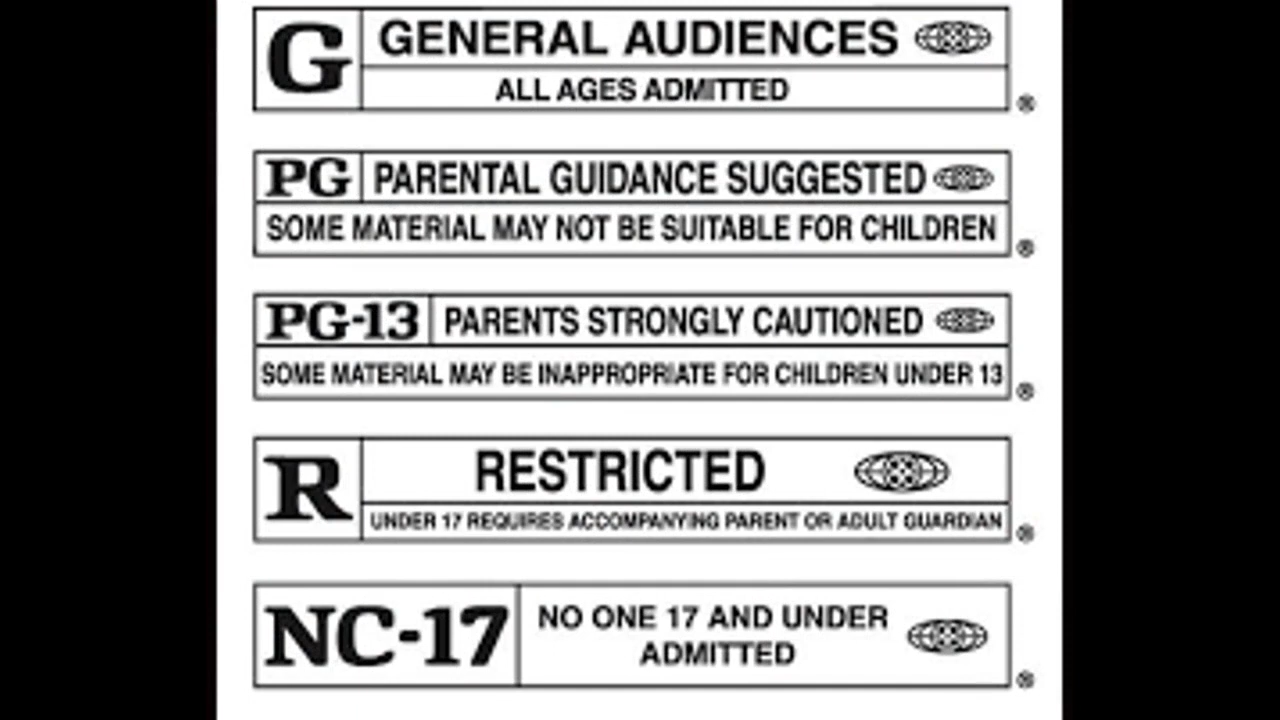 G GENERAL AUDIENCES
ALL AGES ADMITTED
®
PG PARENTAL GUIDANCE SUGGESTED
SOME MATERIAL MAY NOT BE SUITABLE FOR CHILDREN
®
PG-13 PARENTS STRONGLY CAUTIONED
SOME MATERIAL MAY BE INAPPROPRIATE FOR CHILDREN UNDER 13
®
R RESTRICTED
UNDER 17 REQUIRES ACCOMPANYING PARENT OR ADULT GUARDIAN
®
NC-17 NO ONE 17 AND UNDER
ADMITTED
®